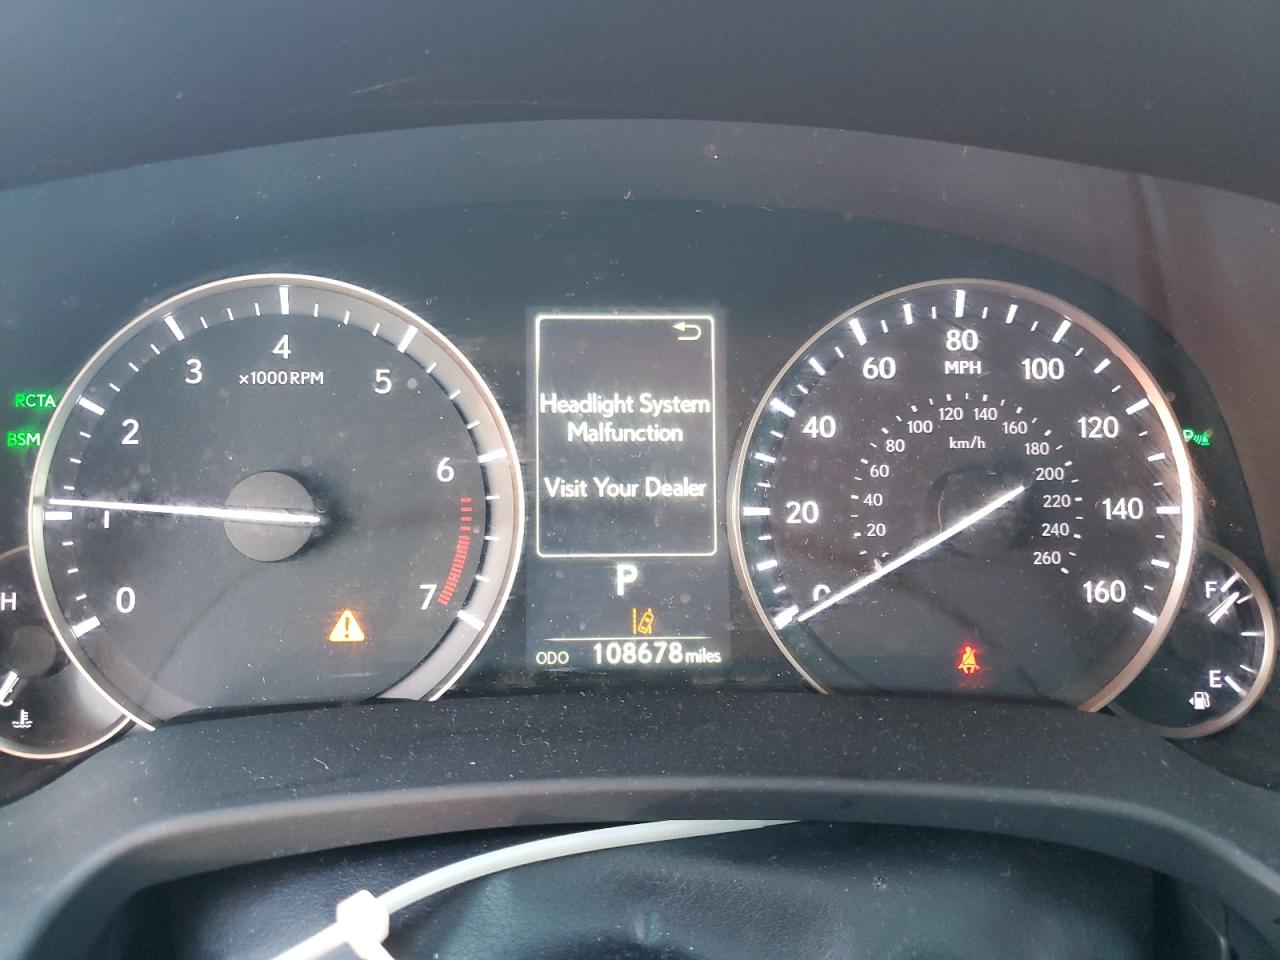 RCTA
BSM
H
0
1
2
3
4
5
6
7
×1000RPM
Headlight System
Malfunction
Visit Your Dealer
P
ODO 108678 miles
0
20
40
60
80
100
120
140
160
MPH
20
40
60
80
100
120
140
160
180
200
220
240
260
km/h
P
F
E